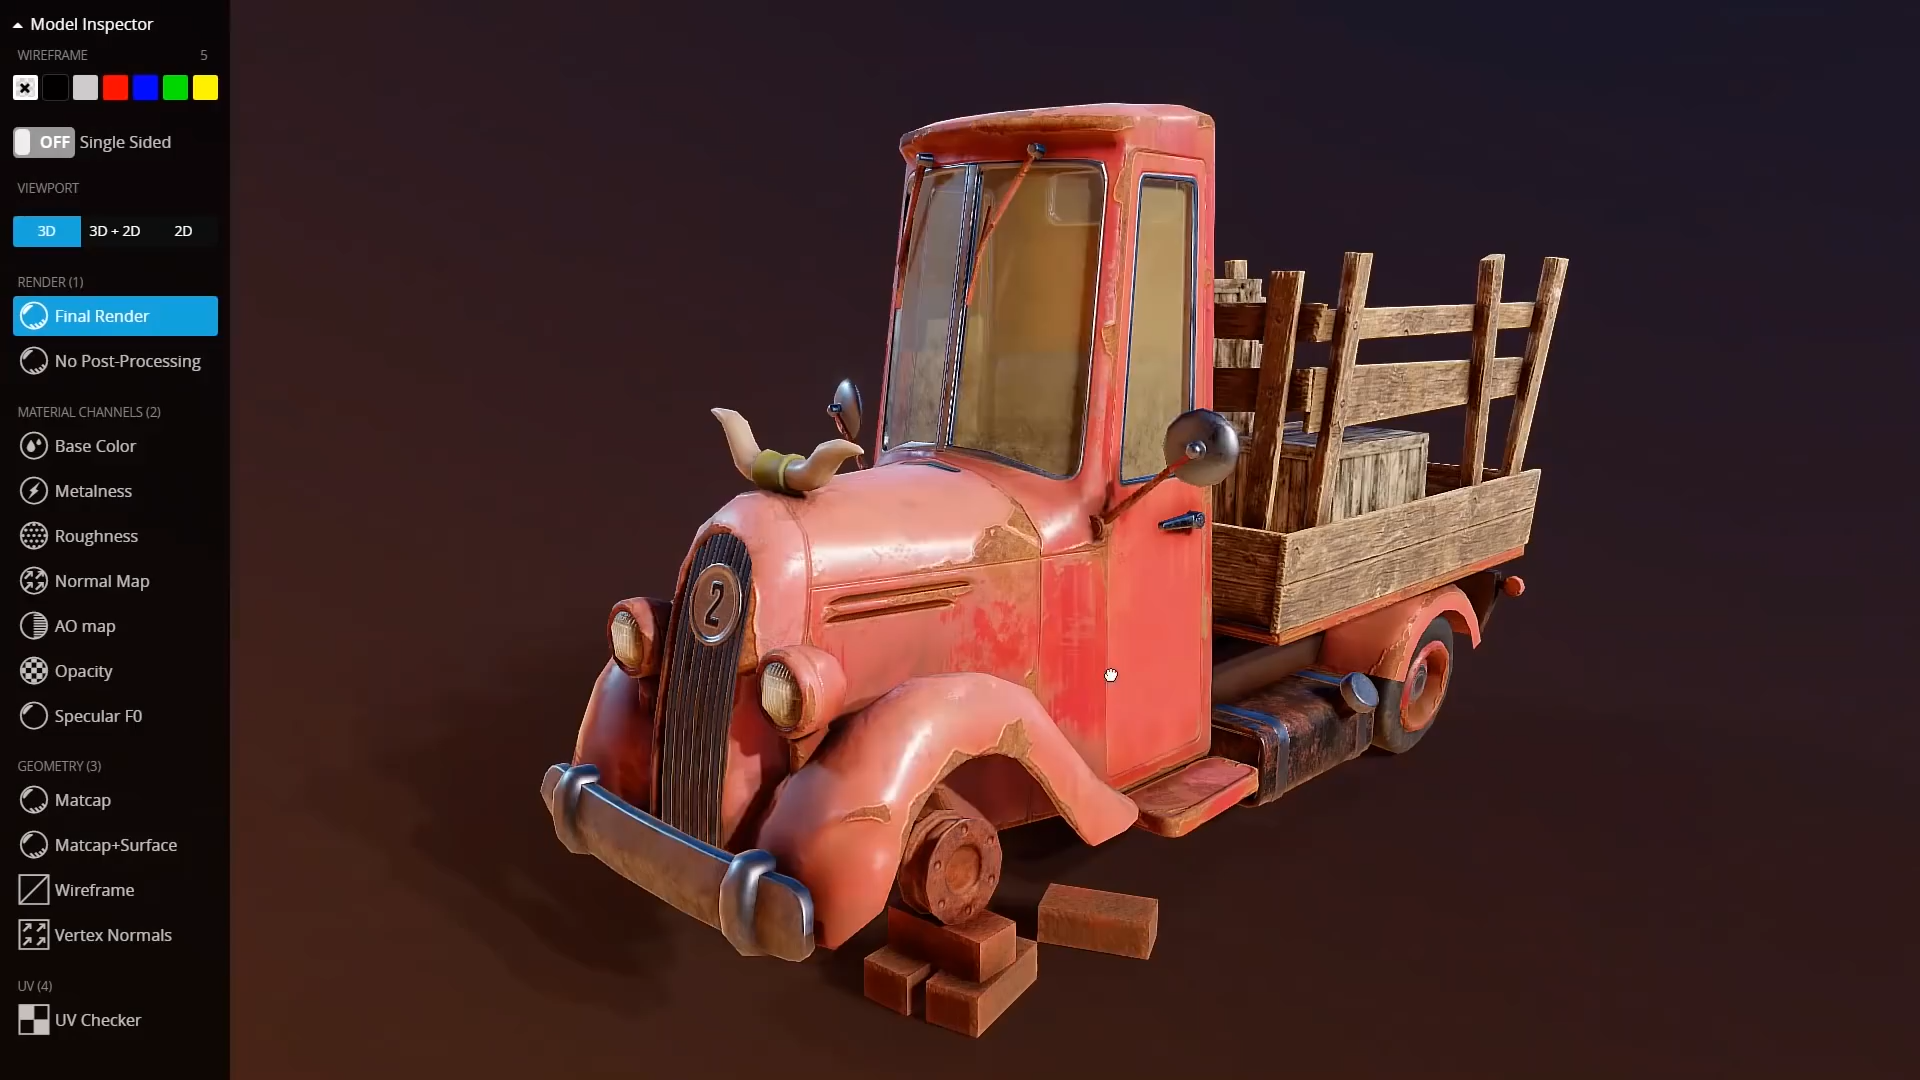 Model Inspector
WIREFRAME 5
OFF Single Sided
VIEWPORT
3D 3D + 2D 2D
RENDER (1)
Final Render
No Post-Processing
MATERIAL CHANNELS (2)
Base Color
Metalness
Roughness
Normal Map
AO map
Opacity
Specular F0
GEOMETRY (3)
Matcap
Matcap+Surface
Wireframe
Vertex Normals
UV (4)
UV Checker
2